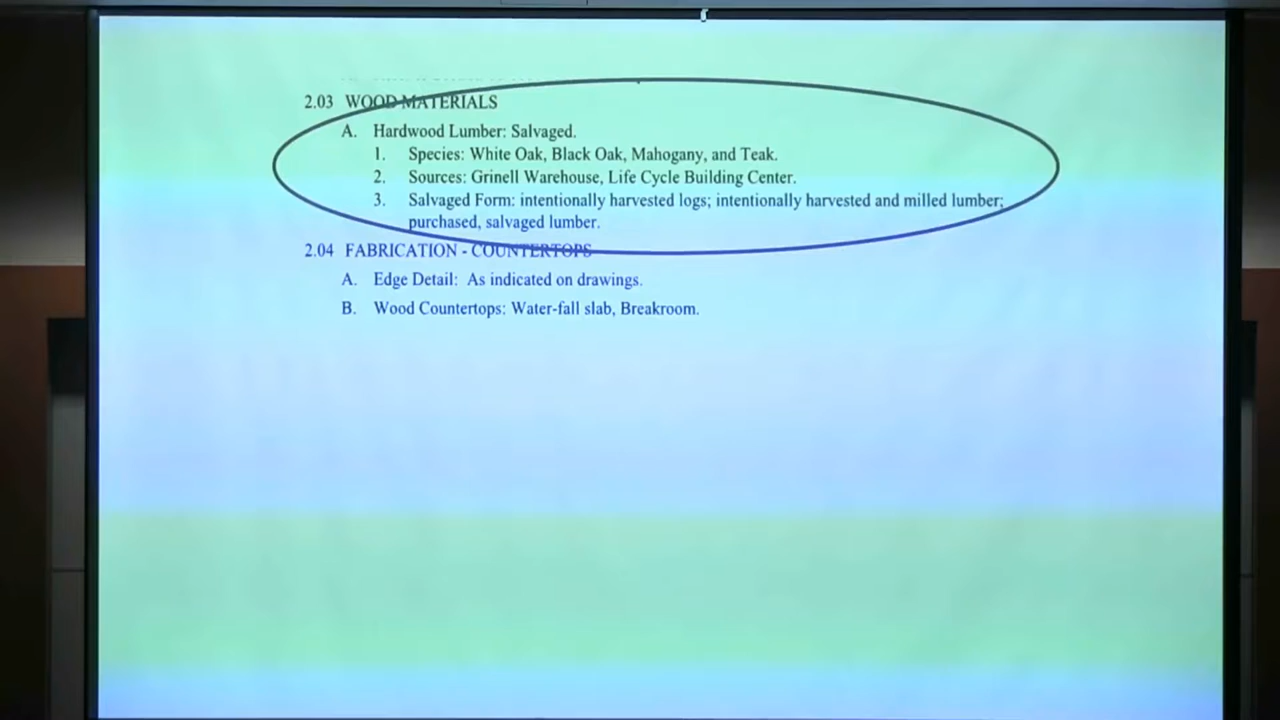 2.03 WOOD MATERIALS
A. Hardwood Lumber: Salvaged.
1. Species: White Oak, Black Oak, Mahogany, and Teak.
2. Sources: Grinell Warehouse, Life Cycle Building Center.
3. Salvaged Form: intentionally harvested logs; intentionally harvested and milled lumber;
purchased, salvaged lumber.
2.04 FABRICATION - COUNTERTOPS
A. Edge Detail: As indicated on drawings.
B. Wood Countertops: Water-fall slab, Breakroom.